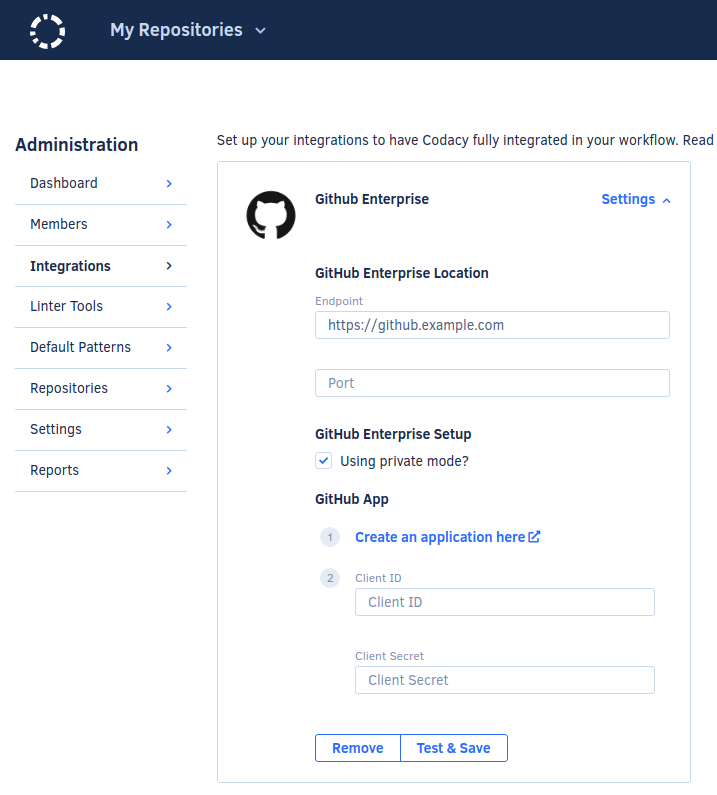 My Repositories
Administration
Dashboard
Members
Integrations
Linter Tools
Default Patterns
Repositories
Settings
Reports
Set up your integrations to have Codacy fully integrated in your workflow. Read
Github Enterprise
Settings
GitHub Enterprise Location
Endpoint
https://github.example.com
Port
GitHub Enterprise Setup
Using private mode?
GitHub App
1 Create an application here
2 Client ID
Client ID
Client Secret
Client Secret
Remove Test & Save